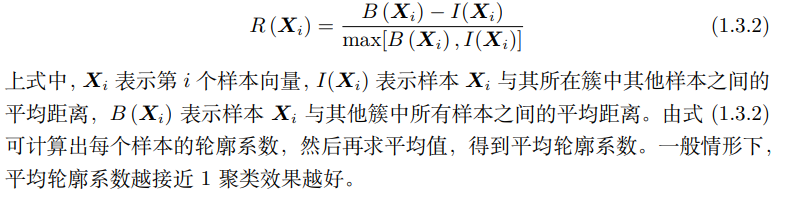 R(X_i) = \frac{B(X_i) − I(X_i)}{max[B(X_i), I(X_i)]} (1.3.2)
上式中，X_i 表示第 i 个样本向量，I(X_i) 表示样本 X_i 与其所在簇中其他样本之间的
平均距离，B(X_i) 表示样本 X_i 与其他簇中所有样本之间的平均距离。由式 (1.3.2)
可计算出每个样本的轮廓系数，然后再求平均值，得到平均轮廓系数。一般情形下，
平均轮廓系数越接近 1 聚类效果越好。